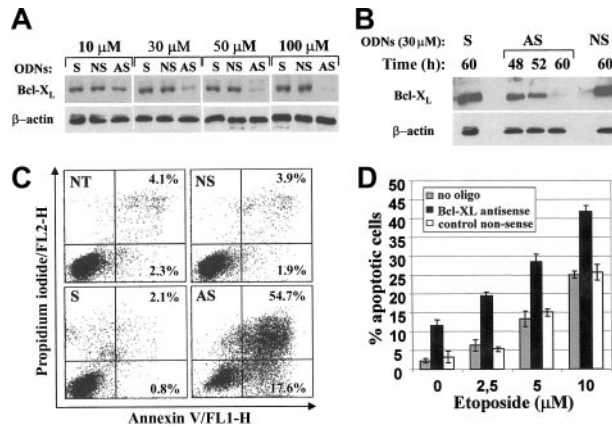 A
10 µM 30 µM 50 µM 100 µM
ODNs: S NS AS S NS AS S NS AS S NS AS
Bcl-XL
β–actin
B
ODNs (30 µM): S AS NS
Time (h): 60 48 52 60 60
Bcl-XL
β-actin
C
Propidium iodide/FL2-H
NT 4.1%
2.3%
NS 3.9%
1.9%
S 2.1%
0.8%
AS 54.7%
17.6%
Annexin V/FL1-H
D
% apoptotic cells
50
45
40
35
30
25
20
15
10
5
no oligo
Bcl-XL antisense
control non-sense
0 2,5 5 10
Etoposide (µM)